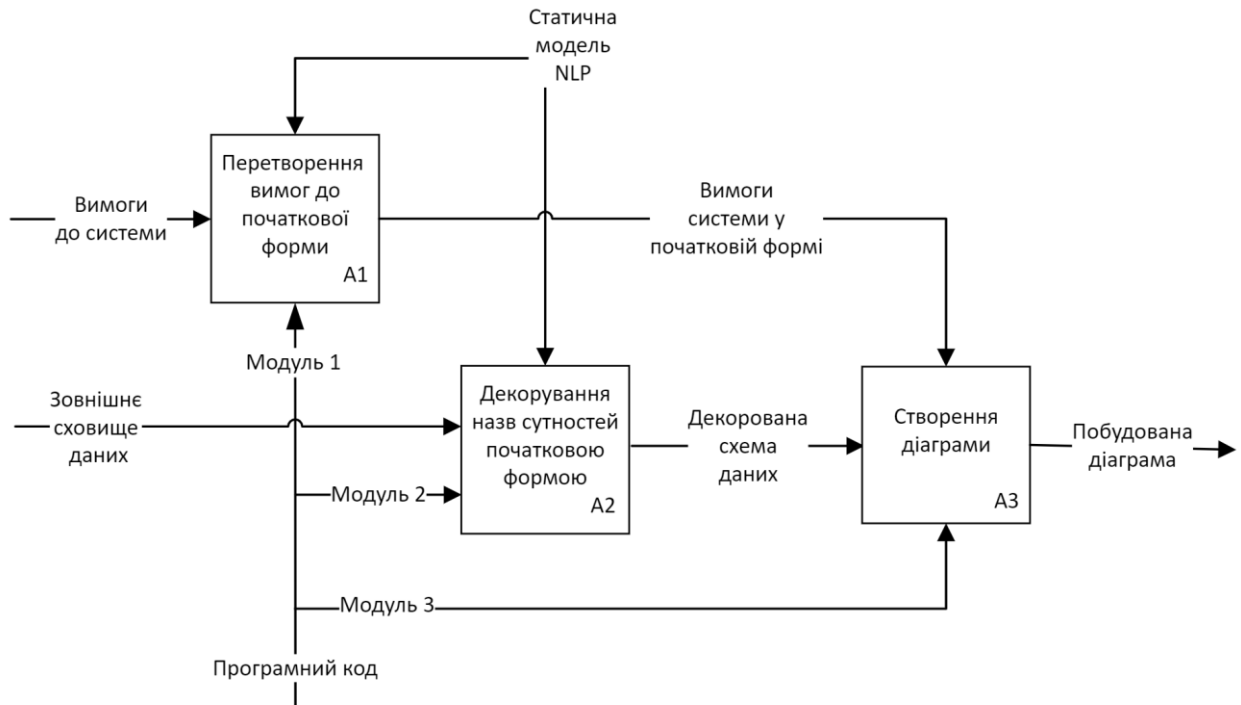 Статична
модель
NLP
Перетворення
вимог до
початкової
форми
A1
Вимоги
до системи
Вимоги
системи у
початковій формі
Модуль 1
Зовнішнє
сховище
даних
Декорування
назв сутностей
початковою
формою
A2
Декорована
схема
даних
Створення
діаграми
A3
Побудована
діаграма
Модуль 2
Модуль 3
Програмний код